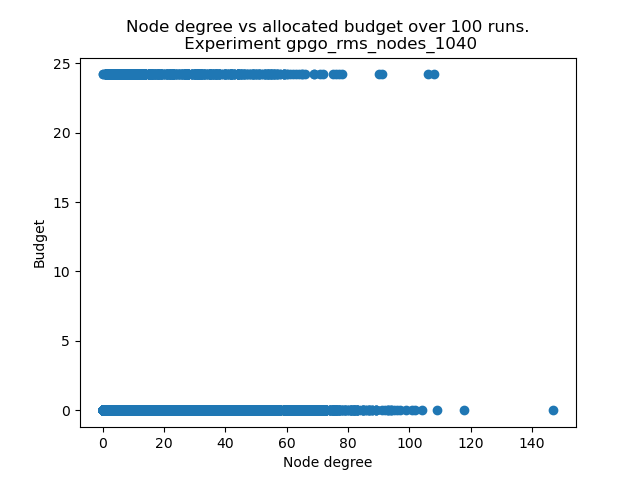 Node degree vs allocated budget over 100 runs.
Experiment gpgo_rms_nodes_1040
25
20
15
10
5
0
Budget
0 20 40 60 80 100 120 140
Node degree